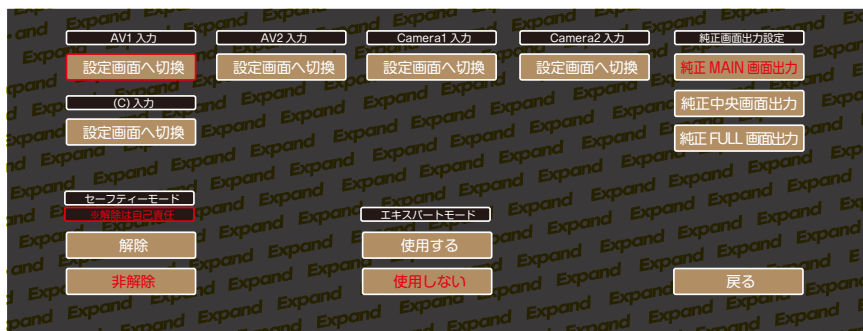 AV1 入力
AV2 入力
Camera1 入力
Camera2 入力
純正画面出力設定
設定画面へ切換
設定画面へ切換
設定画面へ切換
設定画面へ切換
純正 MAIN 画面出力
(C) 入力
純正中央画面出力
設定画面へ切換
純正 FULL 画面出力
セーフティーモード
※解除は自己責任
エキスパートモード
解除
使用する
非解除
使用しない
戻る
Expand